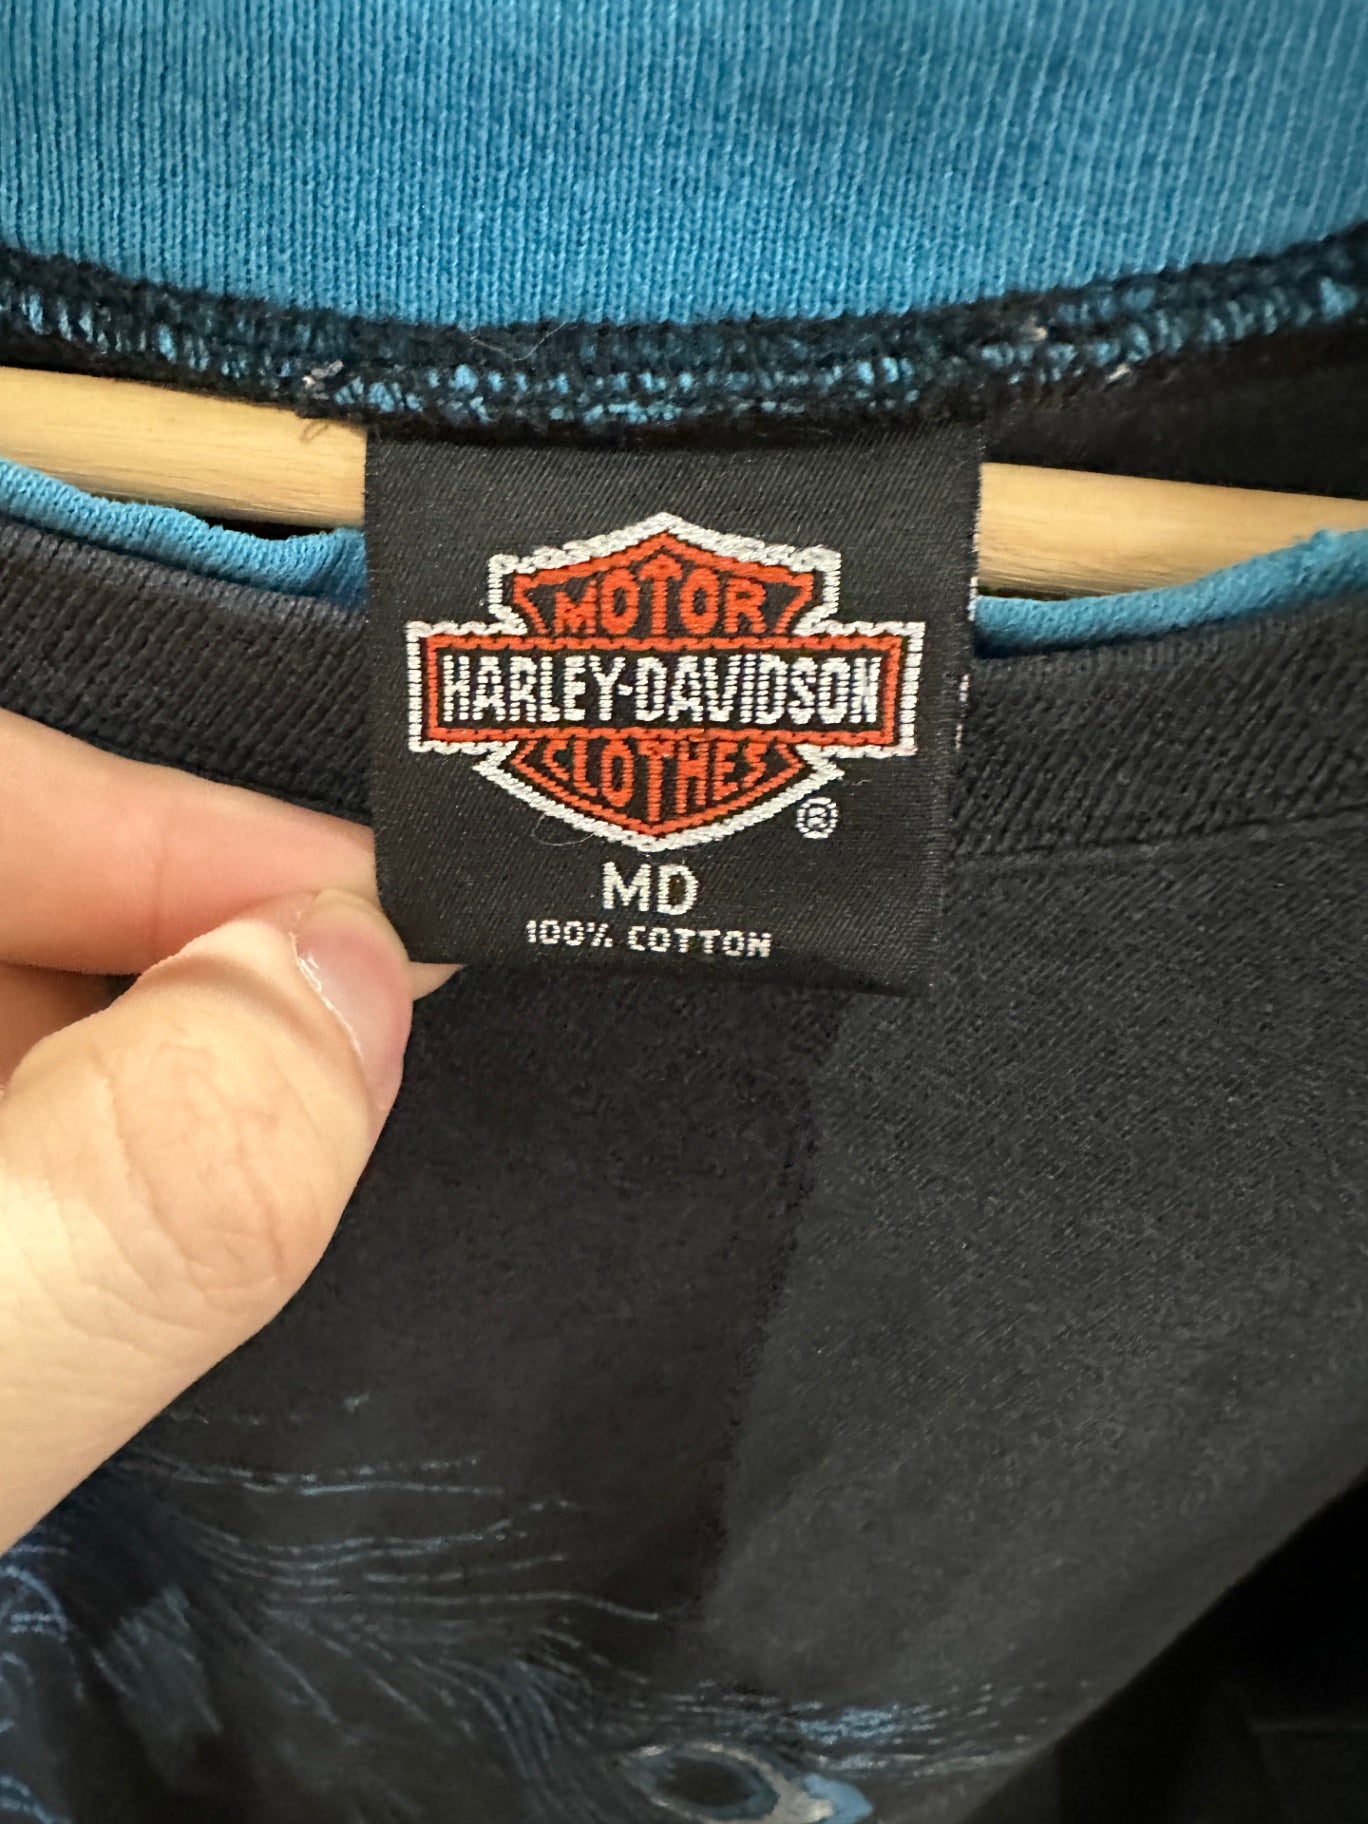 MOTOR
HARLEY-DAVIDSON
CLOTHES
®
MD
100% COTTON